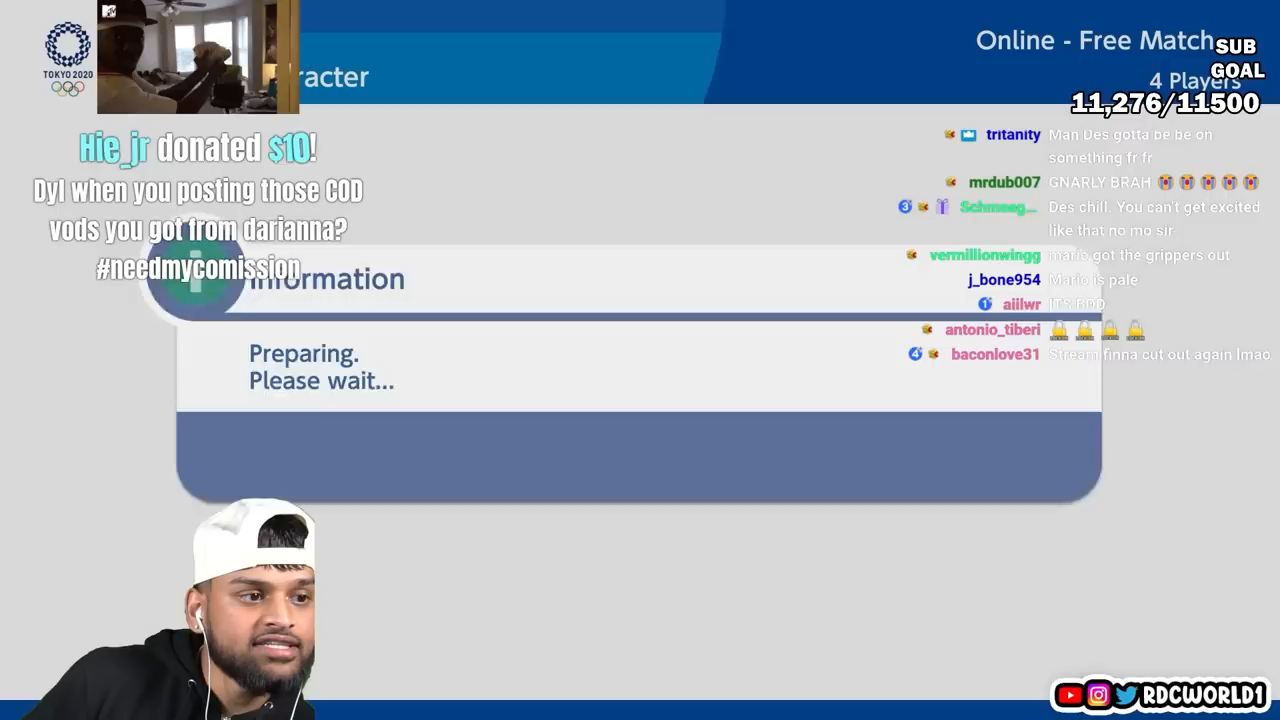 TOKYO 2020
racter
Online - Free Match
4 Players
SUB
GOAL
11,276/11500
Hie_jr donated $10!
Dyl when you posting those COD
vods you got from darianna?
#needmycomission
Information
Preparing.
Please wait...
tritanity Man Des gotta be be on
something fr fr
mrdub007 GNARLY BRAH
Schmeeg... Des chill. You can't get excited
like that no mo sir
vermillionwingg mario got the grippers out
j_bone954 Mario is pale
aiilwr
antonio_tiberi
baconlove31 Stream finna cut out again lmao
RDCWORLD1